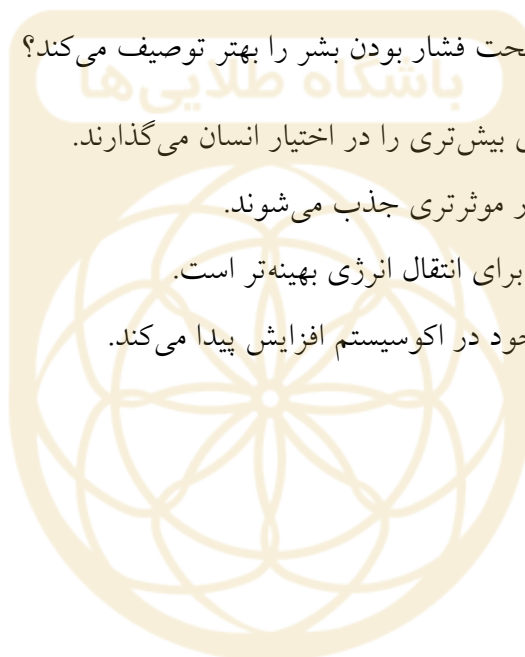 تحت فشار بودن بشر را بهتر توصیف می‌کند؟
باشگاه طلایی‌ها
بیش‌تری را در اختیار انسان می‌گذارند.
موثرتری جذب می‌شوند.
برای انتقال انرژی بهینه‌تر است.
در اکوسیستم افزایش پیدا می‌کند.